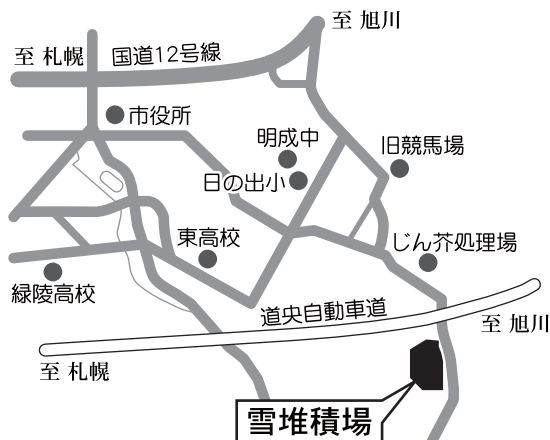 至 旭川
至 札幌
国道12号線
市役所
明成中
旧競馬場
日の出小
東高校
じん芥処理場
緑陵高校
道央自動車道
至 旭川
至 札幌
雪堆積場